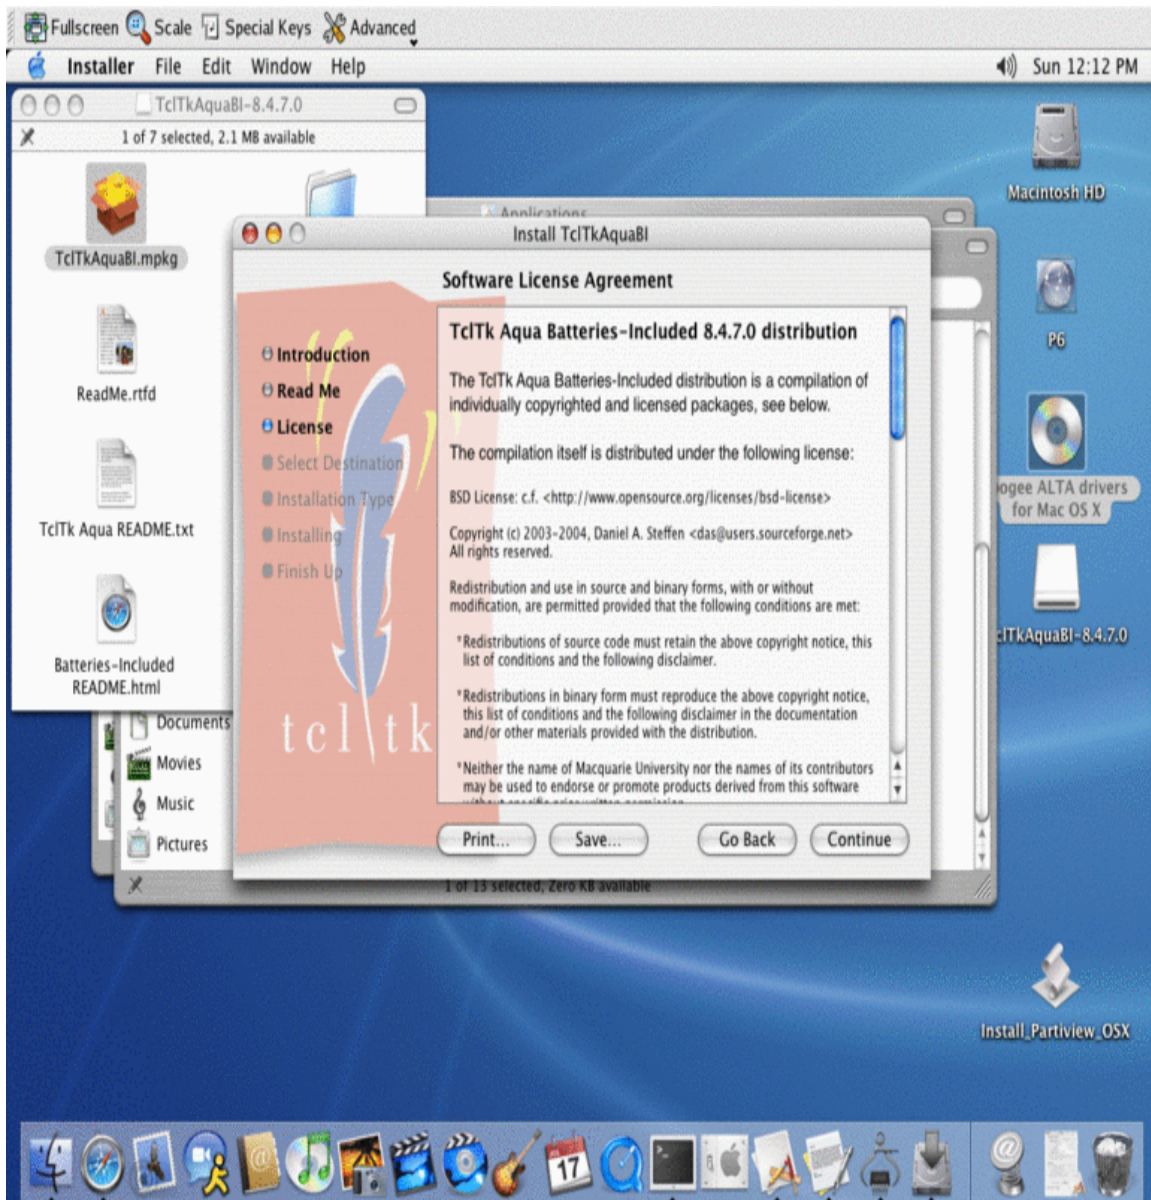 Fullscreen Scale Special Keys Advanced
Installer File Edit Window Help Sun 12:12 PM
TclTkAquaBI-8.4.7.0
1 of 7 selected, 2.1 MB available
TclTkAquaBI.mpkg
ReadMe.rtfd
TclTk Aqua README.txt
Batteries-Included
README.html
Applications
Install TclTkAquaBI
Software License Agreement
Introduction
Read Me
License
Select Destination
Installation Type
Installing
Finish Up
tcl tk
TclTk Aqua Batteries-Included 8.4.7.0 distribution
The TclTk Aqua Batteries-Included distribution is a compilation of
individually copyrighted and licensed packages, see below.
The compilation itself is distributed under the following license:
BSD License: c.f. <http://www.opensource.org/licenses/bsd-license>
Copyright (c) 2003-2004, Daniel A. Steffen <das@users.sourceforge.net>
All rights reserved.
Redistribution and use in source and binary forms, with or without
modification, are permitted provided that the following conditions are met:
*Redistributions of source code must retain the above copyright notice, this
list of conditions and the following disclaimer.
*Redistributions in binary form must reproduce the above copyright notice,
this list of conditions and the following disclaimer in the documentation
and/or other materials provided with the distribution.
*Neither the name of Macquarie University nor the names of its contributors
may be used to endorse or promote products derived from this software
Print... Save... Go Back Continue
Documents
Movies
Music
Pictures
1 of 13 selected, Zero KB available
Macintosh HD
P6
ogee ALTA drivers
for Mac OS X
clTkAquaBI-8.4.7.0
Install_Partiview_OSX
17